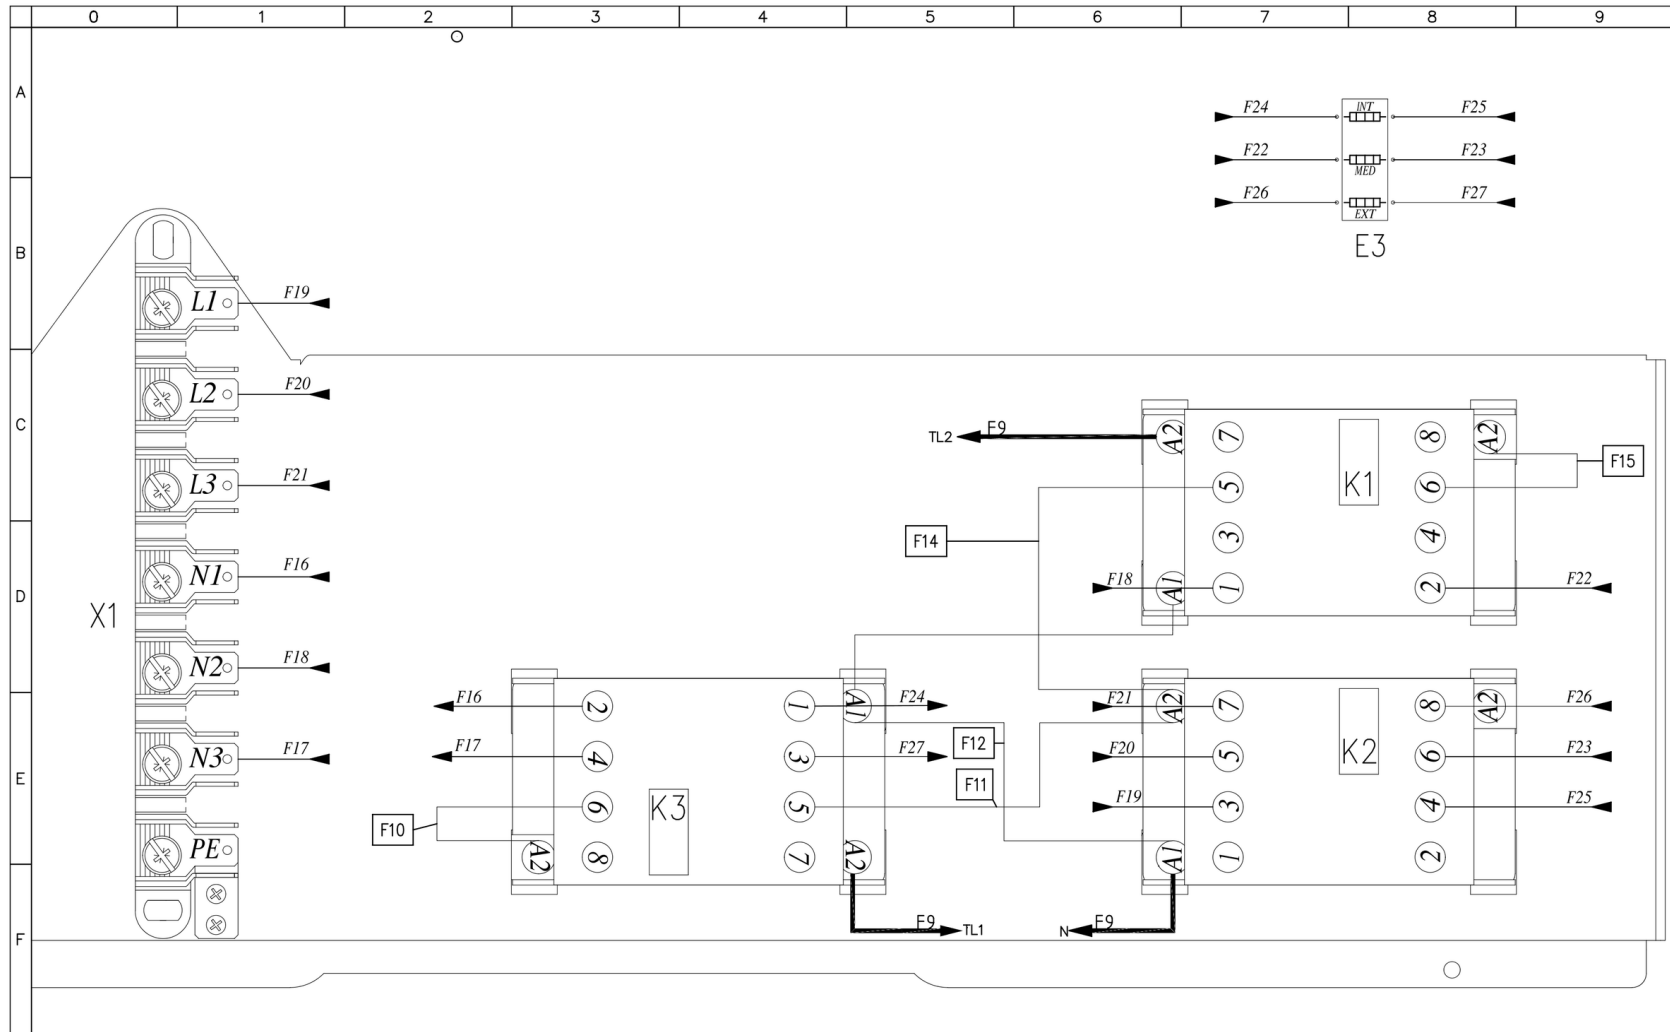 0 1 2 3 4 5 6 7 8 9
A
F24 INT F25
F22 MED F23
F26 EXT F27
E3
B
L1 F19
L2 F20
C
TL2 F9 A2 7 8 A2
K1
5 6 F15
L3 F21
F14 3 4
D
N1 F16
F18 A1 1 2 F22
X1
N2 F18
F16 2 1 A1 F24 F21 A2 7 8 A2 F26
E
N3 F17
F17 4 3 F27 F12 F20 5 K2 6 F23
F11
F10 6 K3 5 F19 3 4 F25
PE
A2 8 7 A2 A1 1 2
F
F9 TL1 N F9